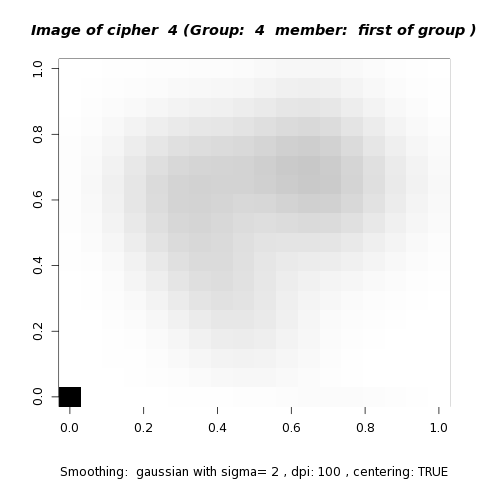 Image of cipher  4 (Group:  4  member:  first of group )
1.0
0.8
0.6
0.4
0.2
0.0
0.0 0.2 0.4 0.6 0.8 1.0
Smoothing:  gaussian with sigma= 2 , dpi: 100 , centering: TRUE